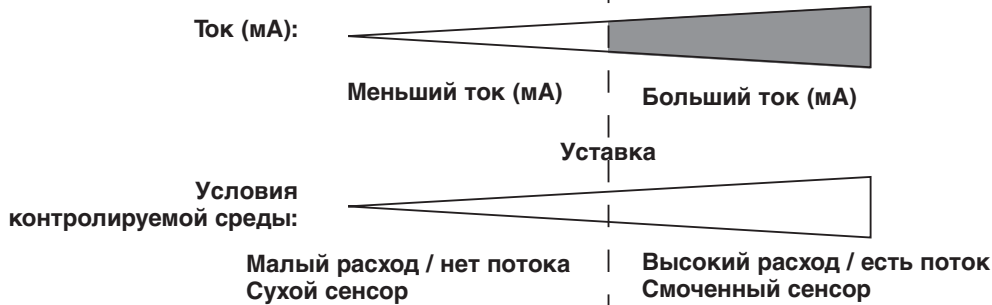 Ток (мА):
Меньший ток (мА)
Больший ток (мА)
Уставка
Условия
контролируемой среды:
Малый расход / нет потока
Сухой сенсор
Высокий расход / есть поток
Смоченный сенсор